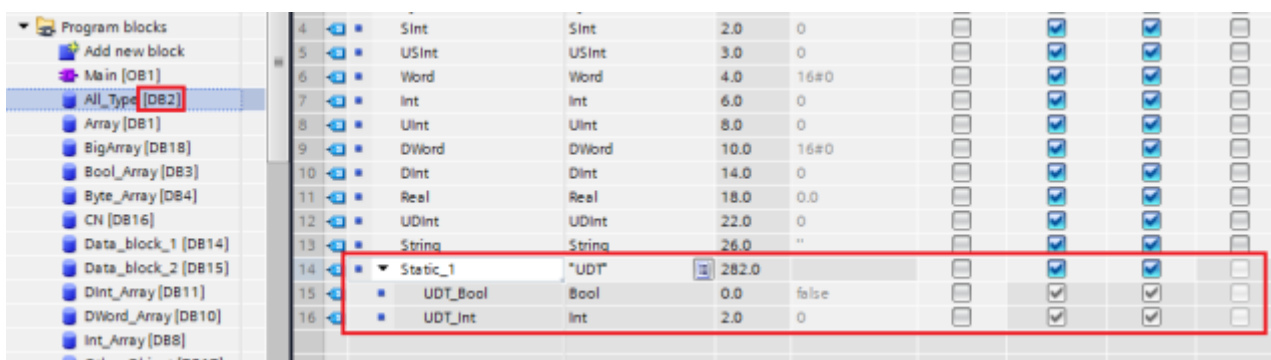 Program blocks
Add new block
Main [OB1]
All_Type [DB2]
Array [DB1]
BigArray [DB18]
Bool_Array [DB3]
Byte_Array [DB4]
CN [DB16]
Data_block_1 [DB14]
Data_block_2 [DB15]
DInt_Array [DB11]
DWord_Array [DB10]
Int_Array [DB8]
4 SInt SInt 2.0 0
5 USInt USInt 3.0 0
6 Word Word 4.0 16#0
7 Int Int 6.0 0
8 UInt UInt 8.0 0
9 DWord DWord 10.0 16#0
10 DInt DInt 14.0 0
11 Real Real 18.0 0.0
12 UDInt UDInt 22.0 0
13 String String 26.0 ''
14 Static_1 "UDT" 282.0
15 UDT_Bool Bool 0.0 false
16 UDT_Int Int 2.0 0